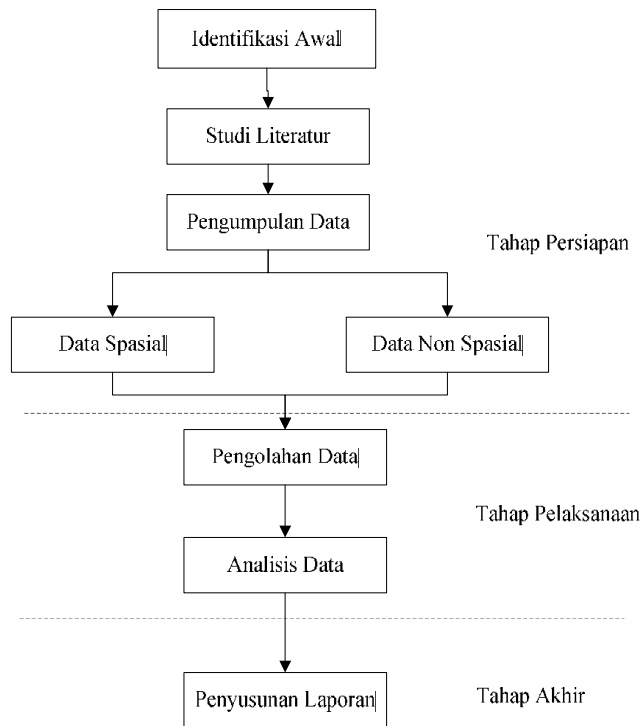 Identifikasi Awal
Studi Literatur
Pengumpulan Data
Tahap Persiapan
Data Spasial
Data Non Spasial
Pengolahan Data
Tahap Pelaksanaan
Analisis Data
Penyusunan Laporan
Tahap Akhir